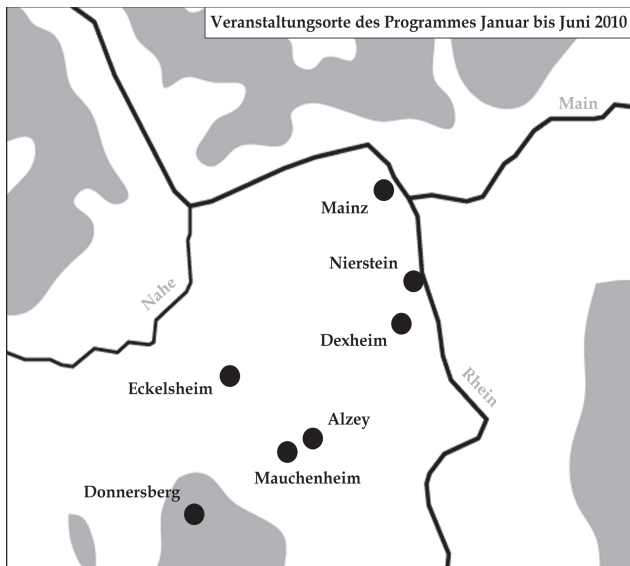 Veranstaltungsorte des Programmes Januar bis Juni 2010
Main
Mainz
Nierstein
Nahe
Dexheim
Rhein
Eckelsheim
Alzey
Mauchenheim
Donnersberg